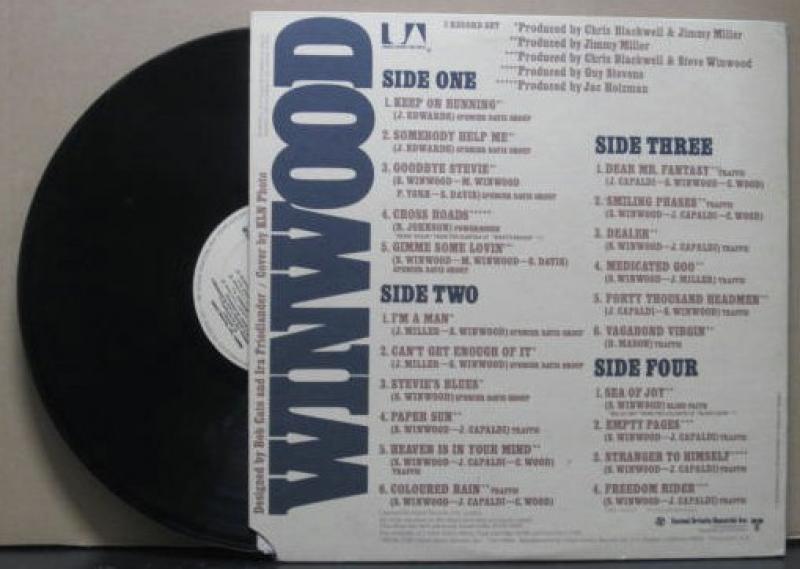 WINWOOD
Designed by Bob Cato and Ira Friedlander / Cover by KLN Photo
UA
2 RECORD SET
*Produced by Chris Blackwell & Jimmy Miller
**Produced by Jimmy Miller
***Produced by Chris Blackwell & Steve Winwood
****Produced by Guy Stevens
*****Produced by Jac Holzman
SIDE ONE
1. KEEP ON RUNNING**
(J. EDWARDS) SPENCER DAVIS GROUP
2. SOMEBODY HELP ME**
(J. EDWARDS) SPENCER DAVIS GROUP
3. GOODBYE STEVIE**
(S. WINWOOD—M. WINWOOD
P. YORK—S. DAVIS) SPENCER DAVIS GROUP
4. CROSS ROADS*****
(R. JOHNSON) POWERHOUSE
5. GIMME SOME LOVIN'**
(S. WINWOOD—M. WINWOOD—S. DAVIS)
SPENCER DAVIS GROUP
SIDE TWO
1. I'M A MAN*
(J. MILLER—S. WINWOOD) SPENCER DAVIS GROUP
2. CAN'T GET ENOUGH OF IT*
(J. MILLER—S. WINWOOD) SPENCER DAVIS GROUP
3. STEVIE'S BLUES*
(S. WINWOOD) SPENCER DAVIS GROUP
4. PAPER SUN**
(S. WINWOOD—J. CAPALDI) TRAFFIC
5. HEAVEN IS IN YOUR MIND**
(S. WINWOOD—J. CAPALDI—C. WOOD)
TRAFFIC
6. COLOURED RAIN** TRAFFIC
(S. WINWOOD—J. CAPALDI—C. WOOD)
SIDE THREE
1. DEAR MR. FANTASY** TRAFFIC
(J. CAPALDI—S. WINWOOD—C. WOOD)
2. SMILING PHASES** TRAFFIC
(S. WINWOOD—J. CAPALDI—C. WOOD)
3. DEALER**
(S. WINWOOD—J. CAPALDI) TRAFFIC
4. MEDICATED GOO**
(S. WINWOOD—J. MILLER) TRAFFIC
5. FORTY THOUSAND HEADMEN**
(J. CAPALDI—S. WINWOOD) TRAFFIC
6. VAGABOND VIRGIN**
(D. MASON) TRAFFIC
SIDE FOUR
1. SEA OF JOY**
(S. WINWOOD) BLIND FAITH
2. EMPTY PAGES***
(S. WINWOOD—J. CAPALDI) TRAFFIC
3. STRANGER TO HIMSELF****
(S. WINWOOD—J. CAPALDI) TRAFFIC
4. FREEDOM RIDER***
(S. WINWOOD—J. CAPALDI) TRAFFIC
United Artists Records Inc.